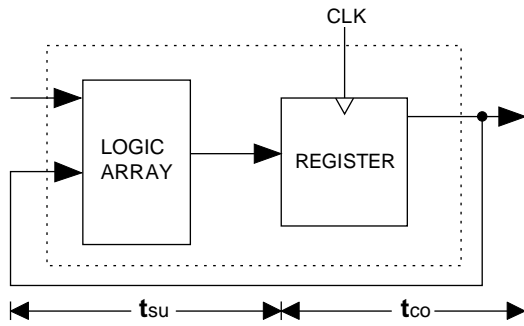 CLK
LOGIC
ARRAY
REGISTER
tsu
tco